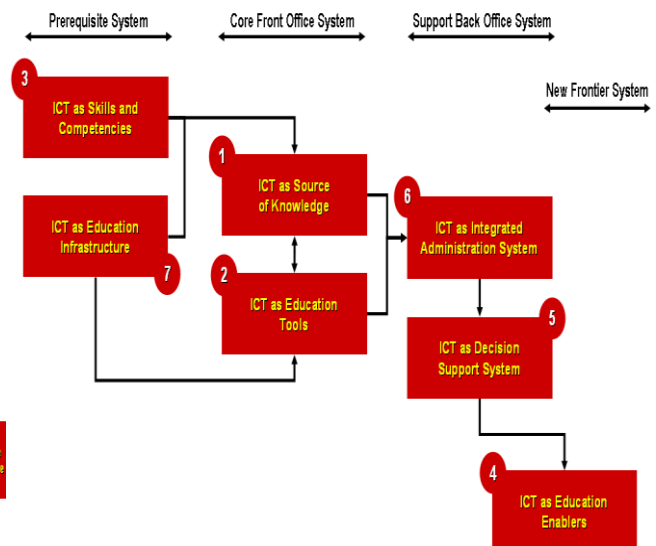 Prerequisite System
Core Front Office System
Support Back Office System
New Frontier System
3
ICT as Skills and
Competencies
ICT as Education
Infrastructure
7
1
ICT as Source
of Knowledge
2
ICT as Education
Tools
6
ICT as Integrated
Administration System
5
ICT as Decision
Support System
4
ICT as Education
Enablers